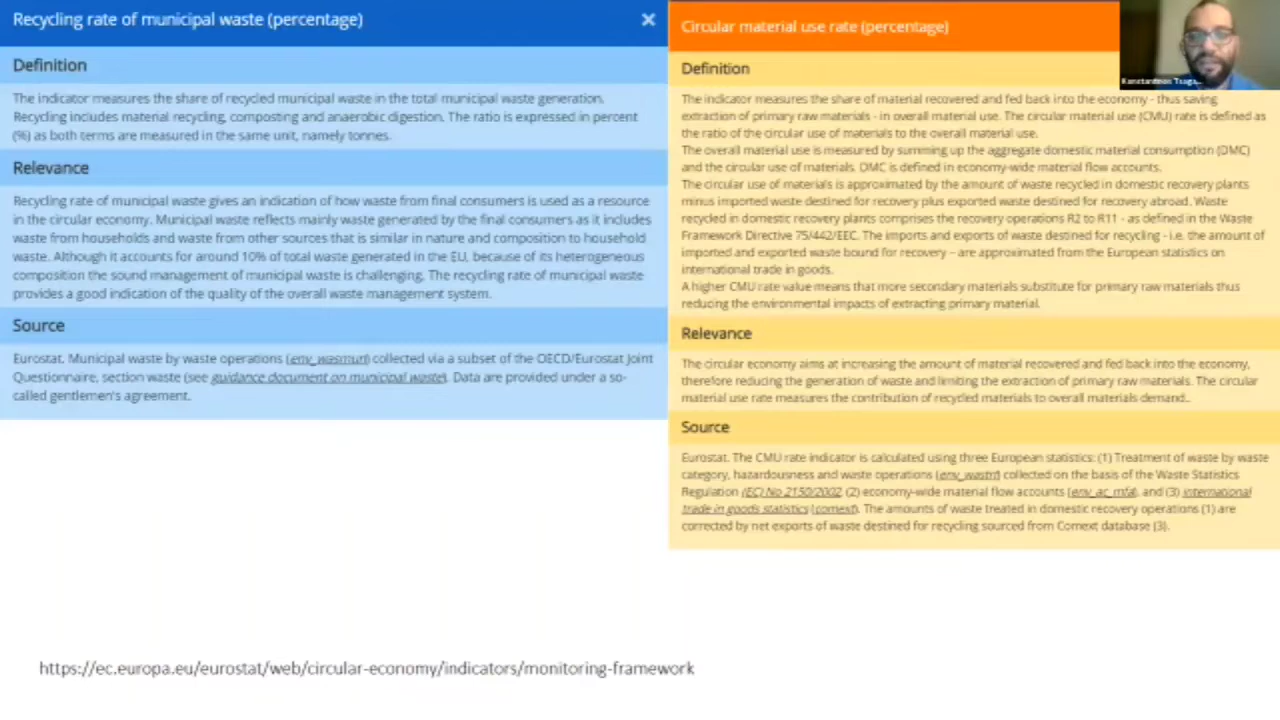 Recycling rate of municipal waste (percentage)
Definition
The indicator measures the share of recycled municipal waste in the total municipal waste generation.
Recycling includes material recycling, composting and anaerobic digestion. The ratio is expressed in percent
(%) as both terms are measured in the same unit, namely tonnes.
Relevance
Recycling rate of municipal waste gives an indication of how waste from final consumers is used as a resource
in the circular economy. Municipal waste reflects mainly waste generated by the final consumers as it includes
waste from households and waste from other sources that is similar in nature and composition to household
waste. Although it accounts for around 10% of total waste generated in the EU, because of its heterogeneous
composition the sound management of municipal waste is challenging. The recycling rate of municipal waste
provides a good indication of the quality of the overall waste management system.
Source
Eurostat, Municipal waste by waste operations (env_wasmun) collected via a subset of the OECD/Eurostat Joint
Questionnaire, section waste (see guidance document on municipal waste). Data are provided under a so-
called gentlemen's agreement.
Circular material use rate (percentage)
Definition
The indicator measures the share of material recovered and fed back into the economy - thus saving
extraction of primary raw materials - in overall material use. The circular material use (CMU) rate is defined as
the ratio of the circular use of materials to the overall material use.
The overall material use is measured by summing up the aggregate domestic material consumption (DMC)
and the circular use of materials. DMC is defined in economy-wide material flow accounts.
The circular use of materials is approximated by the amount of waste recycled in domestic recovery plants
minus imported waste destined for recovery plus exported waste destined for recovery abroad. Waste
recycled in domestic recovery plants comprises the recovery operations R2 to R11 - as defined in the Waste
Framework Directive 75/442/EEC. The imports and exports of waste destined for recycling - i.e. the amount of
imported and exported waste bound for recovery – are approximated from the European statistics on
international trade in goods.
A higher CMU rate value means that more secondary materials substitute for primary raw materials thus
reducing the environmental impacts of extracting primary material.
Relevance
The circular economy aims at increasing the amount of material recovered and fed back into the economy,
therefore reducing the generation of waste and limiting the extraction of primary raw materials. The circular
material use rate measures the contribution of recycled materials to overall materials demand..
Source
Eurostat. The CMU rate indicator is calculated using three European statistics: (1) Treatment of waste by waste
category, hazardousness and waste operations (env_wastrt) collected on the basis of the Waste Statistics
Regulation (EC) No 2150/2002, (2) economy-wide material flow accounts (env_ac_mfa), and (3) international
trade in goods statistics (comext). The amounts of waste treated in domestic recovery operations (1) are
corrected by net exports of waste destined for recycling sourced from Comext database (3).
https://ec.europa.eu/eurostat/web/circular-economy/indicators/monitoring-framework